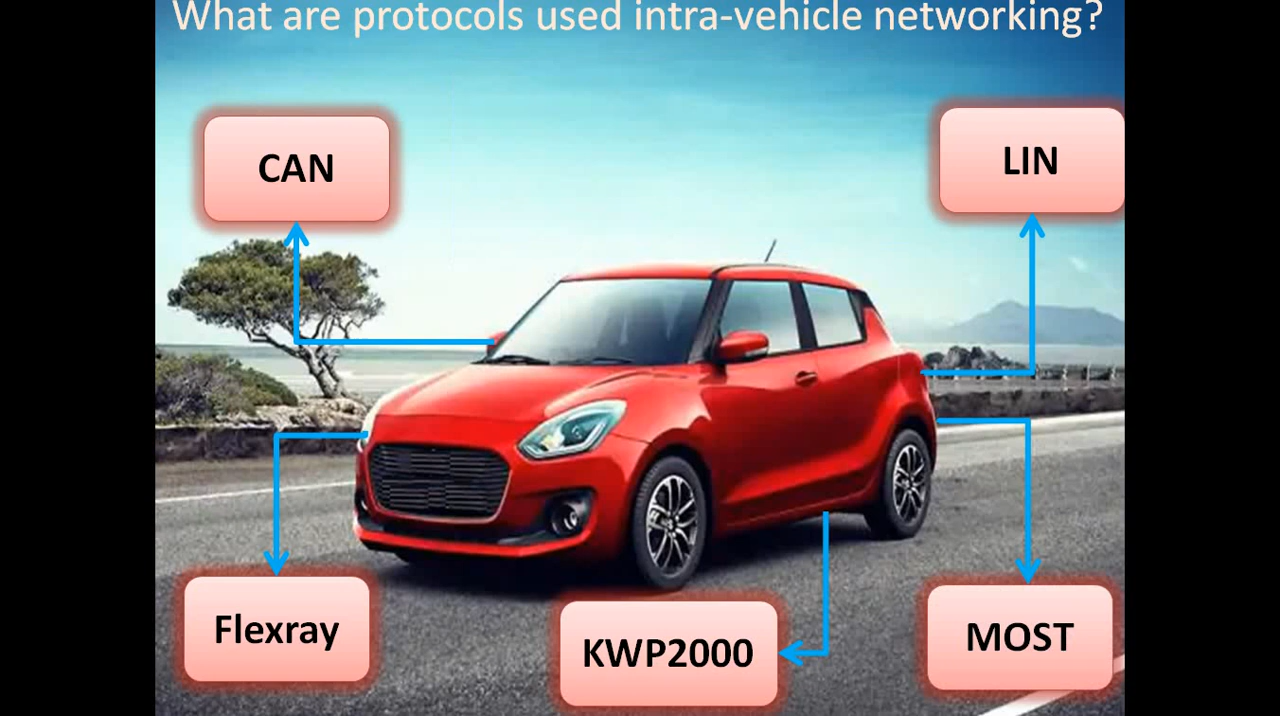 What are protocols used intra-vehicle networking?
CAN
LIN
Flexray
KWP2000
MOST